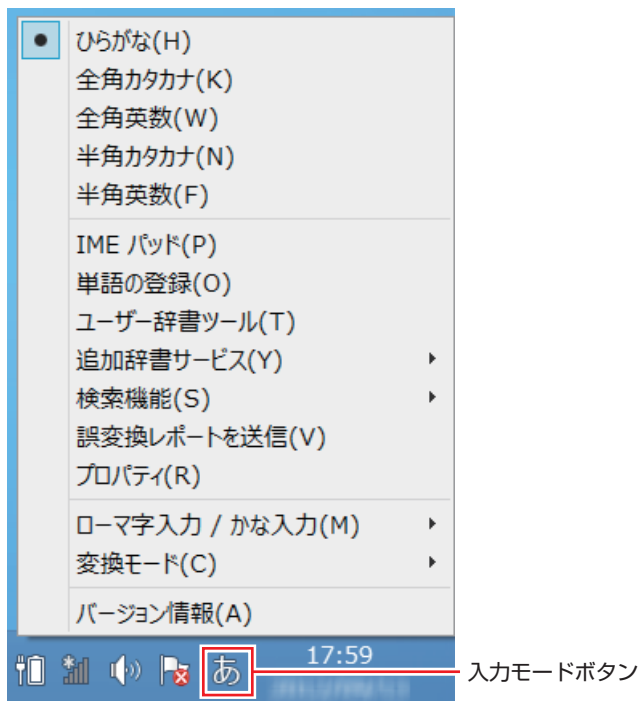 ひらがな(H)
全角カタカナ(K)
全角英数(W)
半角カタカナ(N)
半角英数(F)
IME パッド(P)
単語の登録(O)
ユーザー辞書ツール(T)
追加辞書サービス(Y)
検索機能(S)
誤変換レポートを送信(V)
プロパティ(R)
ローマ字入力 / かな入力(M)
変換モード(C)
バージョン情報(A)
あ
17:59
入力モードボタン